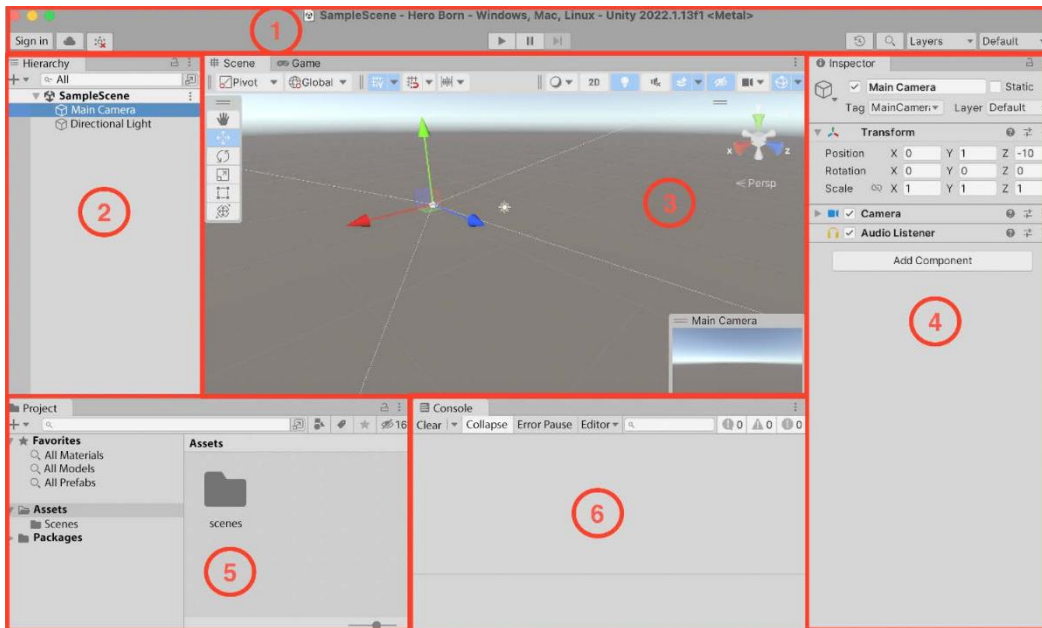 SampleScene - Hero Born - Windows, Mac, Linux - Unity 2022.1.13f1 <Metal>
1
Sign in
Layers
Default
Hierarchy
All
SampleScene
Main Camera
Directional Light
2
Scene
Game
Pivot
Global
2D
y
x
z
Persp
3
Main Camera
Inspector
Main Camera
Static
Tag MainCamer
Layer Default
Transform
Position X 0 Y 1 Z -10
Rotation X 0 Y 0 Z 0
Scale X 1 Y 1 Z 1
Camera
Audio Listener
Add Component
4
Project
16
Favorites
All Materials
All Models
All Prefabs
Assets
Scenes
Packages
Assets
scenes
5
Console
Clear Collapse Error Pause Editor
0 0 0
6